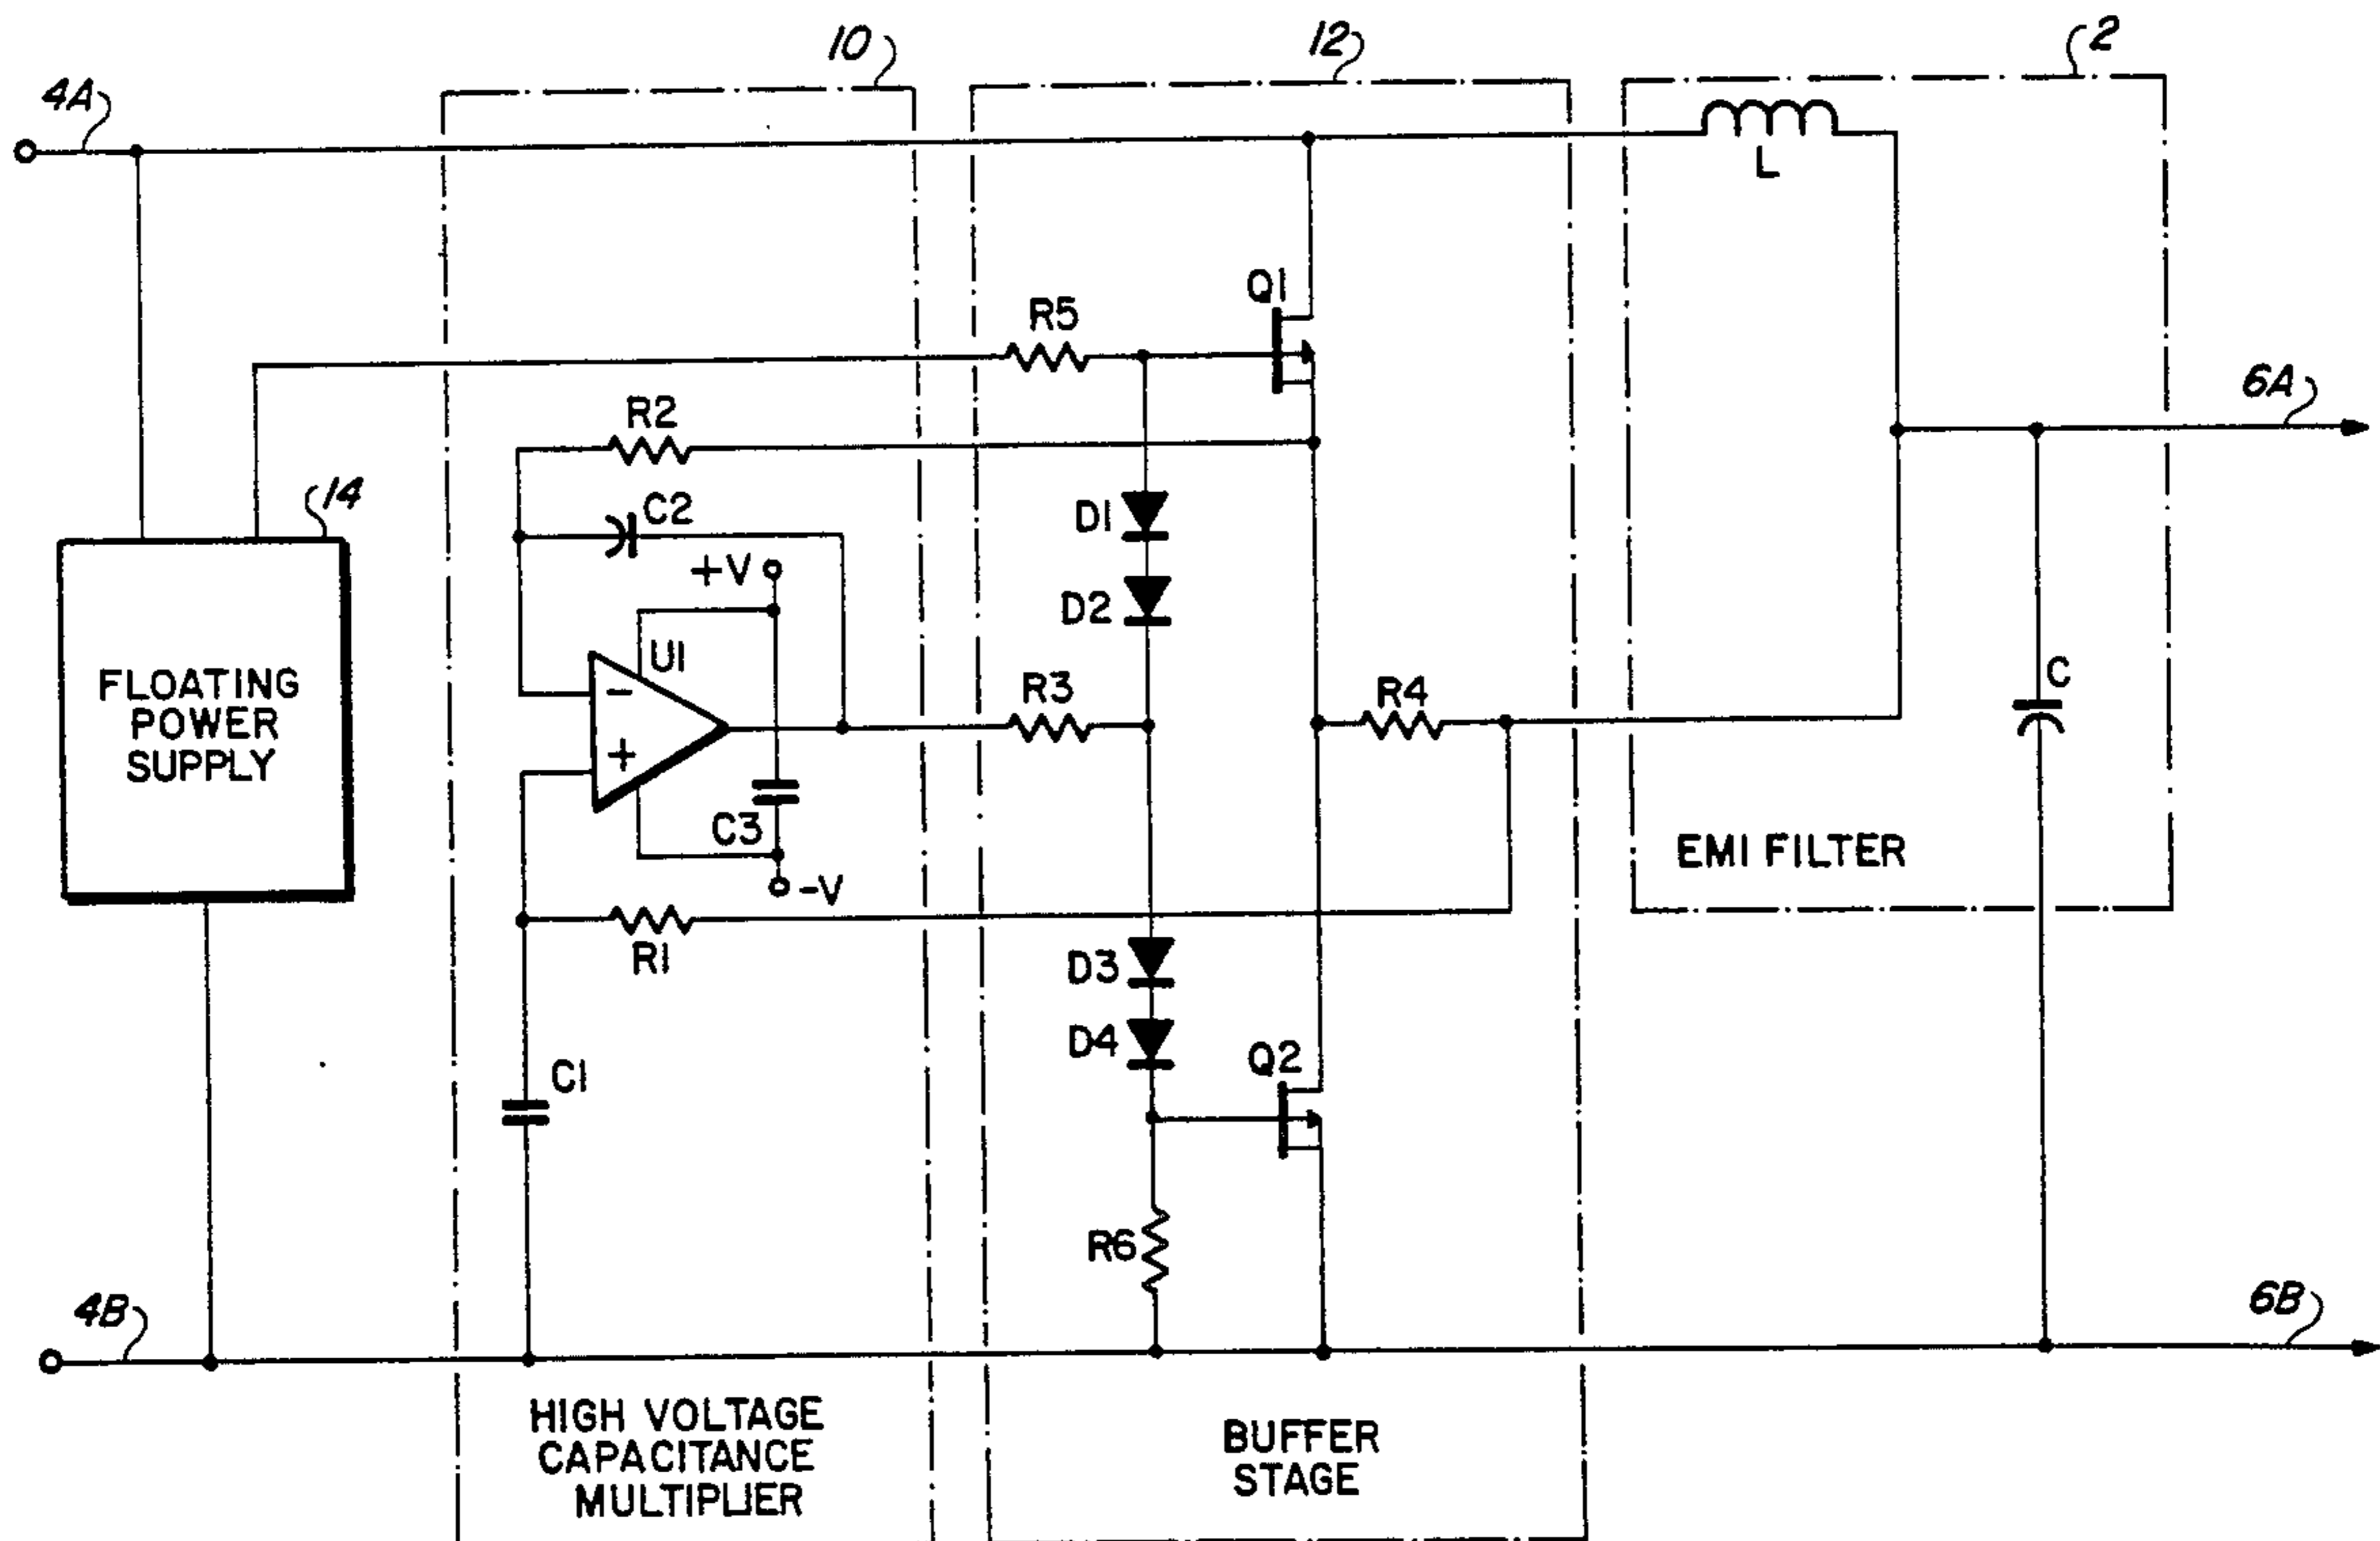 10
12
2
4A
L
Q1
R5
6A
R2
14
C2
D1
+V
D2
U1
FLOATING
POWER
SUPPLY
−
R3
R4
C
+
C3
EMI FILTER
-V
R1
D3
D4
Q2
C1
R6
4B
6B
HIGH VOLTAGE
CAPACITANCE
MULTIPLIER
BUFFER
STAGE